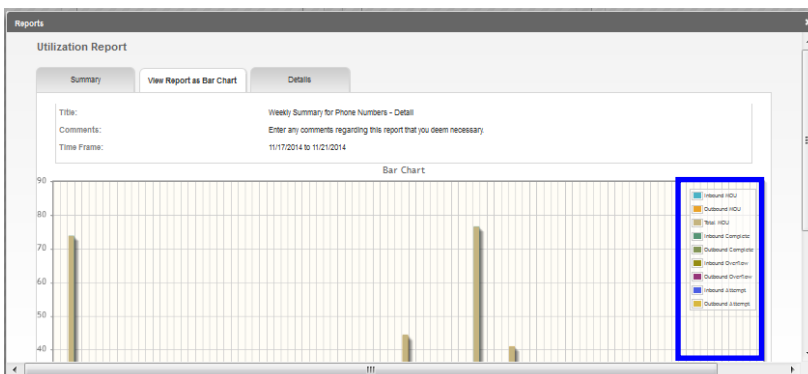 Reports
Utilization Report
Summary View Report as Bar Chart Details
Title: Weekly Summary for Phone Numbers - Detail
Comments: Enter any comments regarding this report that you deem necessary.
Time Frame: 11/17/2014 to 11/21/2014
Bar Chart
90
80
70
60
50
40
Inbound MOU
Outbound MOU
Total MOU
Inbound Complete
Outbound Complete
Inbound Overflow
Outbound Overflow
Inbound Attempt
Outbound Attempt